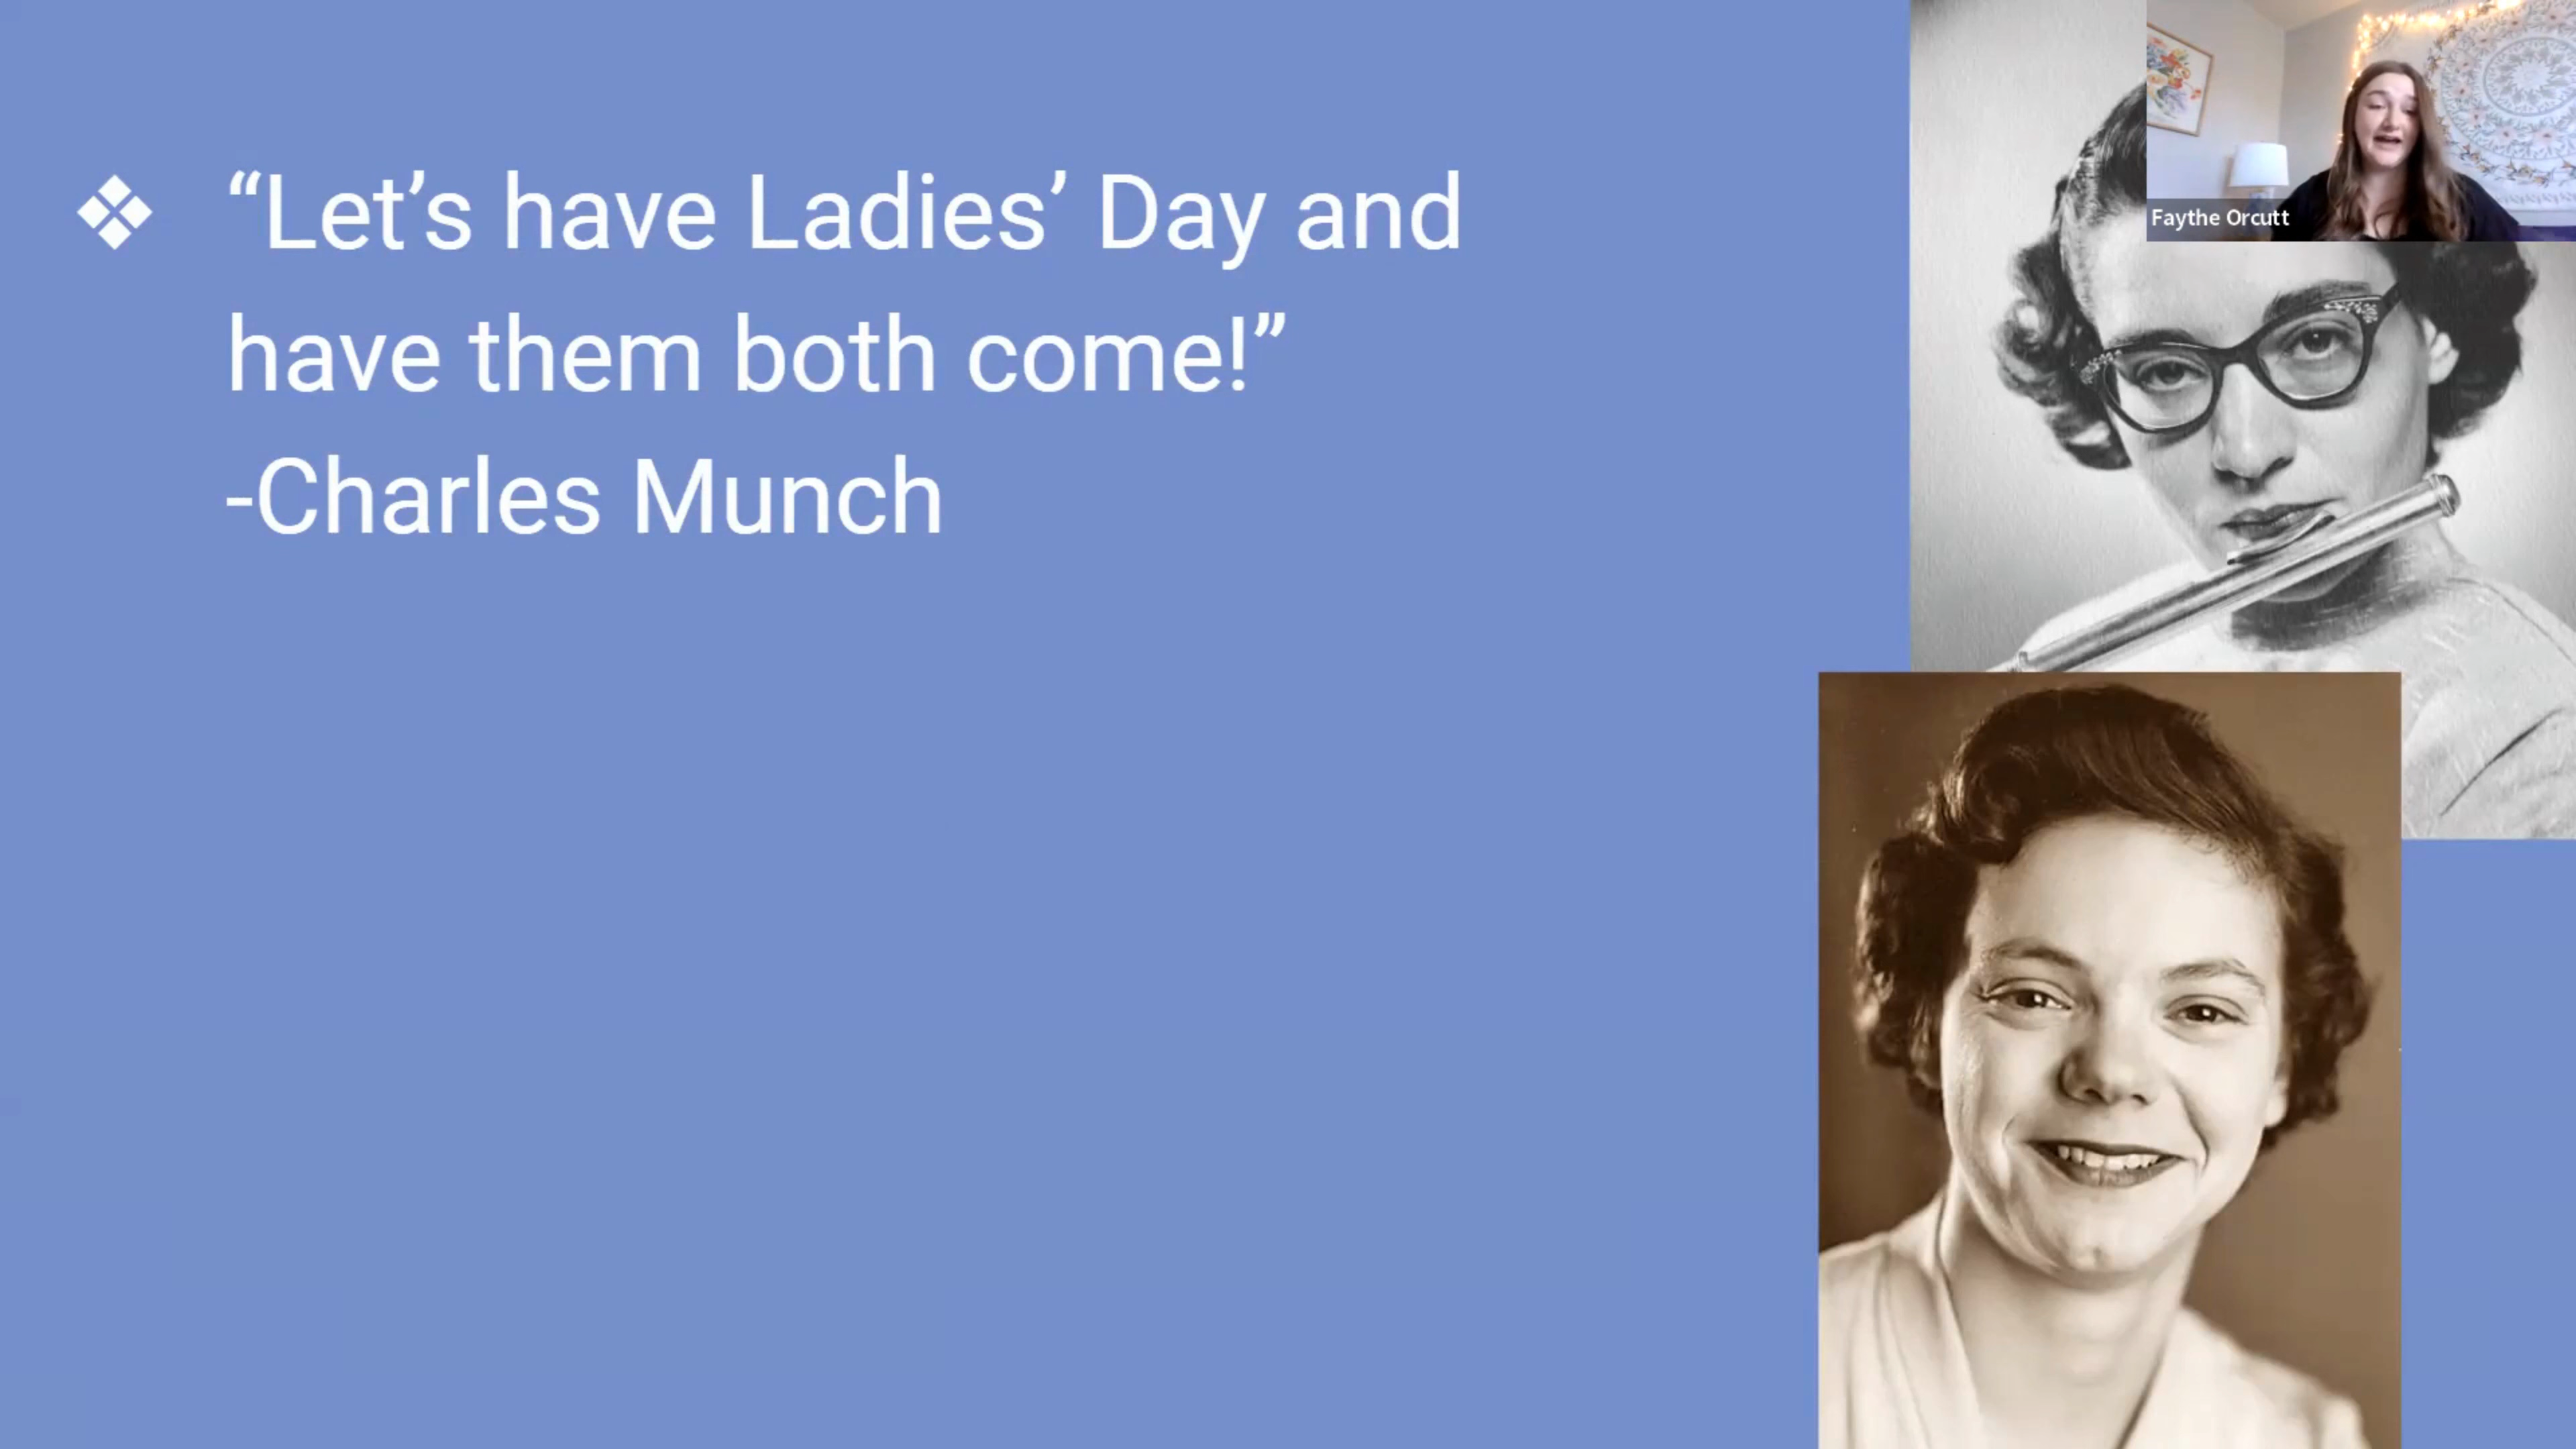 “Let’s have Ladies’ Day and
have them both come!”
-Charles Munch
Faythe Orcutt